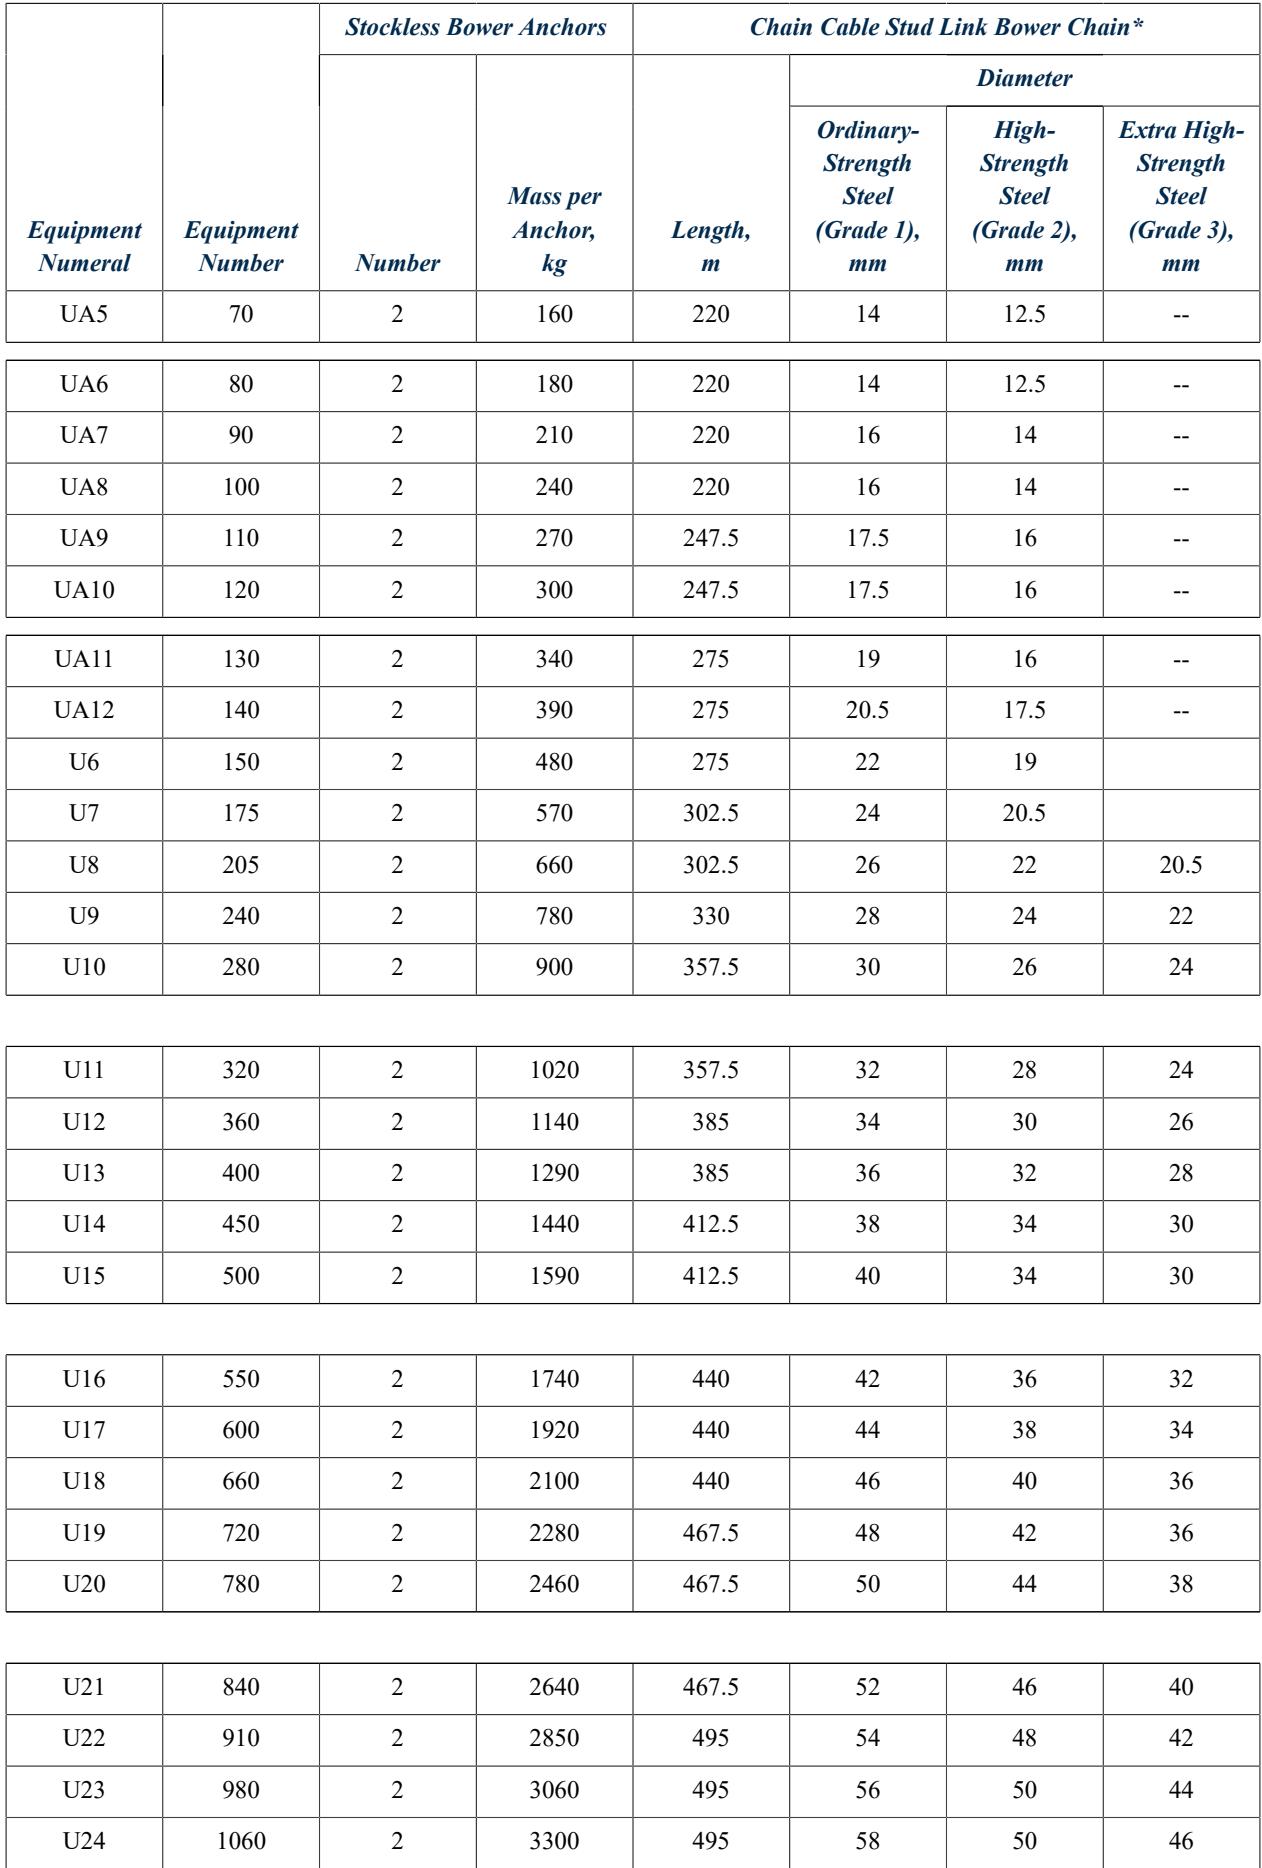 Stockless Bower Anchors Chain Cable Stud Link Bower Chain*
Diameter
Equipment Numeral Equipment Number Number Mass per Anchor, kg Length, m Ordinary-Strength Steel (Grade 1), mm High-Strength Steel (Grade 2), mm Extra High-Strength Steel (Grade 3), mm
UA5 70 2 160 220 14 12.5 --
UA6 80 2 180 220 14 12.5 --
UA7 90 2 210 220 16 14 --
UA8 100 2 240 220 16 14 --
UA9 110 2 270 247.5 17.5 16 --
UA10 120 2 300 247.5 17.5 16 --
UA11 130 2 340 275 19 16 --
UA12 140 2 390 275 20.5 17.5 --
U6 150 2 480 275 22 19
U7 175 2 570 302.5 24 20.5
U8 205 2 660 302.5 26 22 20.5
U9 240 2 780 330 28 24 22
U10 280 2 900 357.5 30 26 24
U11 320 2 1020 357.5 32 28 24
U12 360 2 1140 385 34 30 26
U13 400 2 1290 385 36 32 28
U14 450 2 1440 412.5 38 34 30
U15 500 2 1590 412.5 40 34 30
U16 550 2 1740 440 42 36 32
U17 600 2 1920 440 44 38 34
U18 660 2 2100 440 46 40 36
U19 720 2 2280 467.5 48 42 36
U20 780 2 2460 467.5 50 44 38
U21 840 2 2640 467.5 52 46 40
U22 910 2 2850 495 54 48 42
U23 980 2 3060 495 56 50 44
U24 1060 2 3300 495 58 50 46